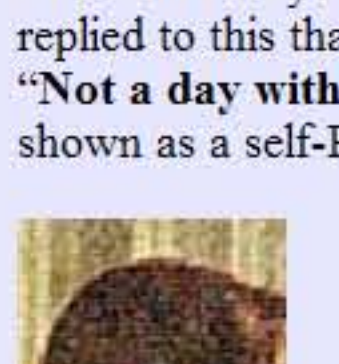 replied to this tha
“Not a day with
shown as a self-